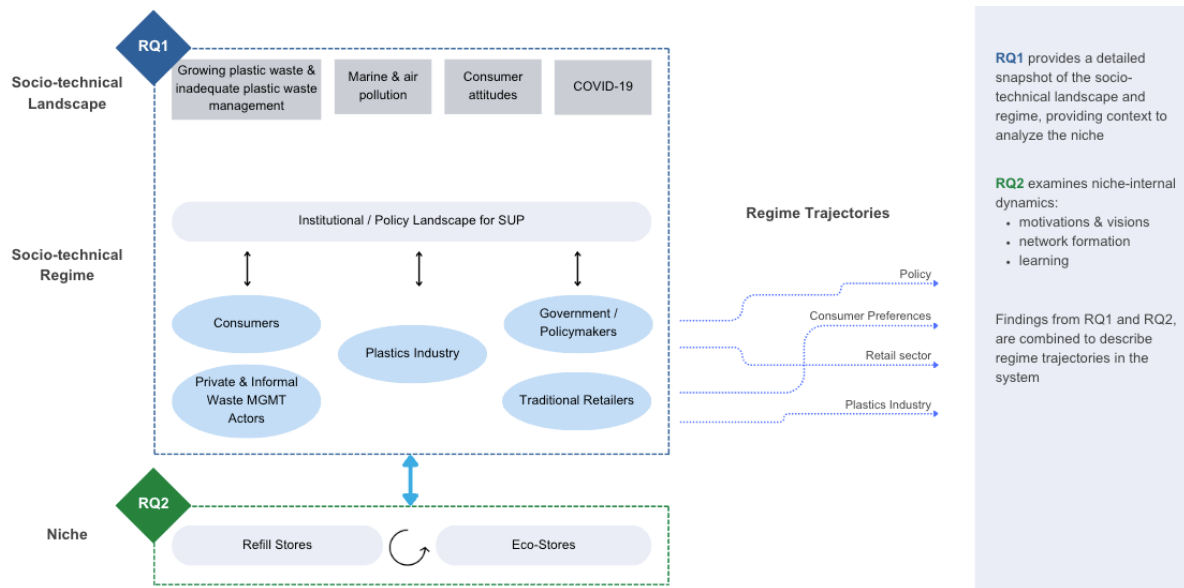 RQ1
Socio-technical
Landscape
Growing plastic waste &
inadequate plastic waste
management
Marine & air
pollution
Consumer
attitudes
COVID-19
Socio-technical
Regime
Institutional / Policy Landscape for SUP
Consumers
Private & Informal
Waste MGMT
Actors
Plastics Industry
Government /
Policymakers
Traditional Retailers
Regime Trajectories
Policy
Consumer Preferences
Retail sector
Plastics Industry
RQ2
Niche
Refill Stores
Eco-Stores
RQ1 provides a detailed
snapshot of the socio-
technical landscape and
regime, providing context to
analyze the niche
RQ2 examines niche-internal
dynamics:
• motivations & visions
• network formation
• learning
Findings from RQ1 and RQ2,
are combined to describe
regime trajectories in the
system